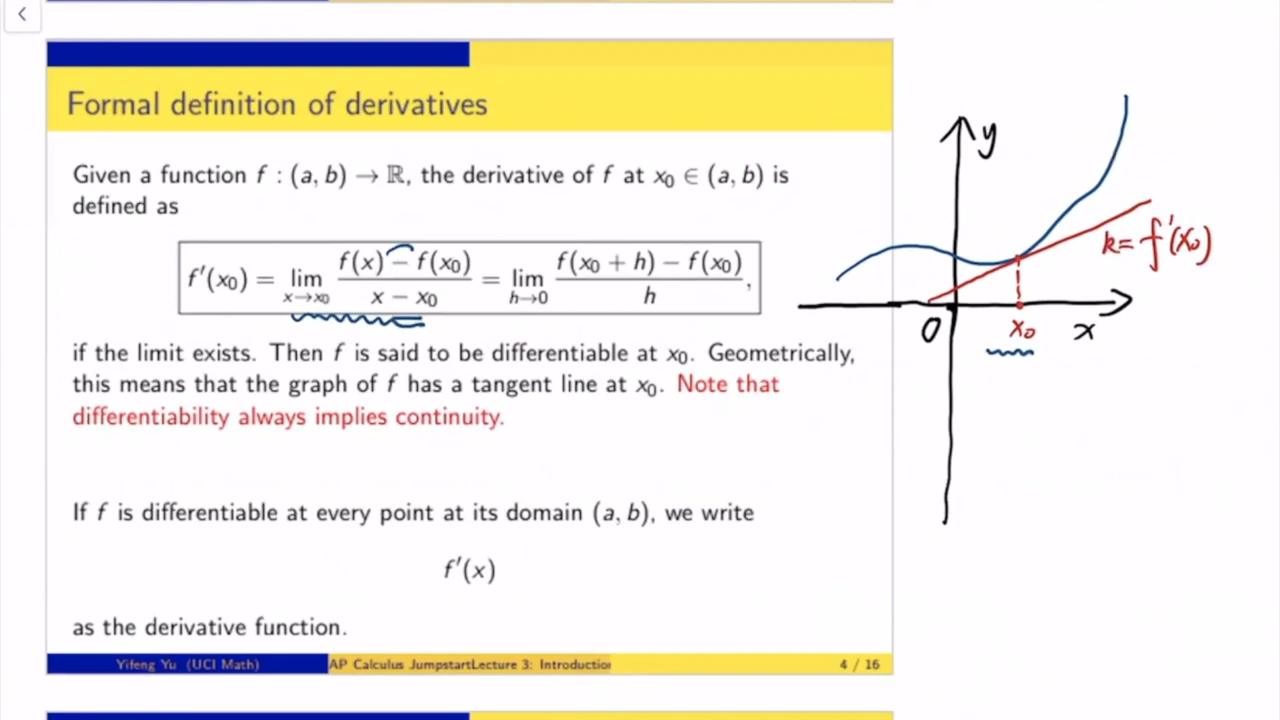 Formal definition of derivatives
Given a function f : (a, b) → ℝ, the derivative of f at x₀ ∈ (a, b) is
defined as
f′(x₀) = lim_{x→x₀} (f(x) − f(x₀))/(x − x₀) = lim_{h→0} (f(x₀ + h) − f(x₀))/h,
if the limit exists. Then f is said to be differentiable at x₀. Geometrically,
this means that the graph of f has a tangent line at x₀. Note that
differentiability always implies continuity.
If f is differentiable at every point at its domain (a, b), we write
f′(x)
as the derivative function.
Yifeng Yu (UCI Math) AP Calculus JumpstartLecture 3: Introduction 4 / 16
y
k= f′(x₀)
0 x₀ x